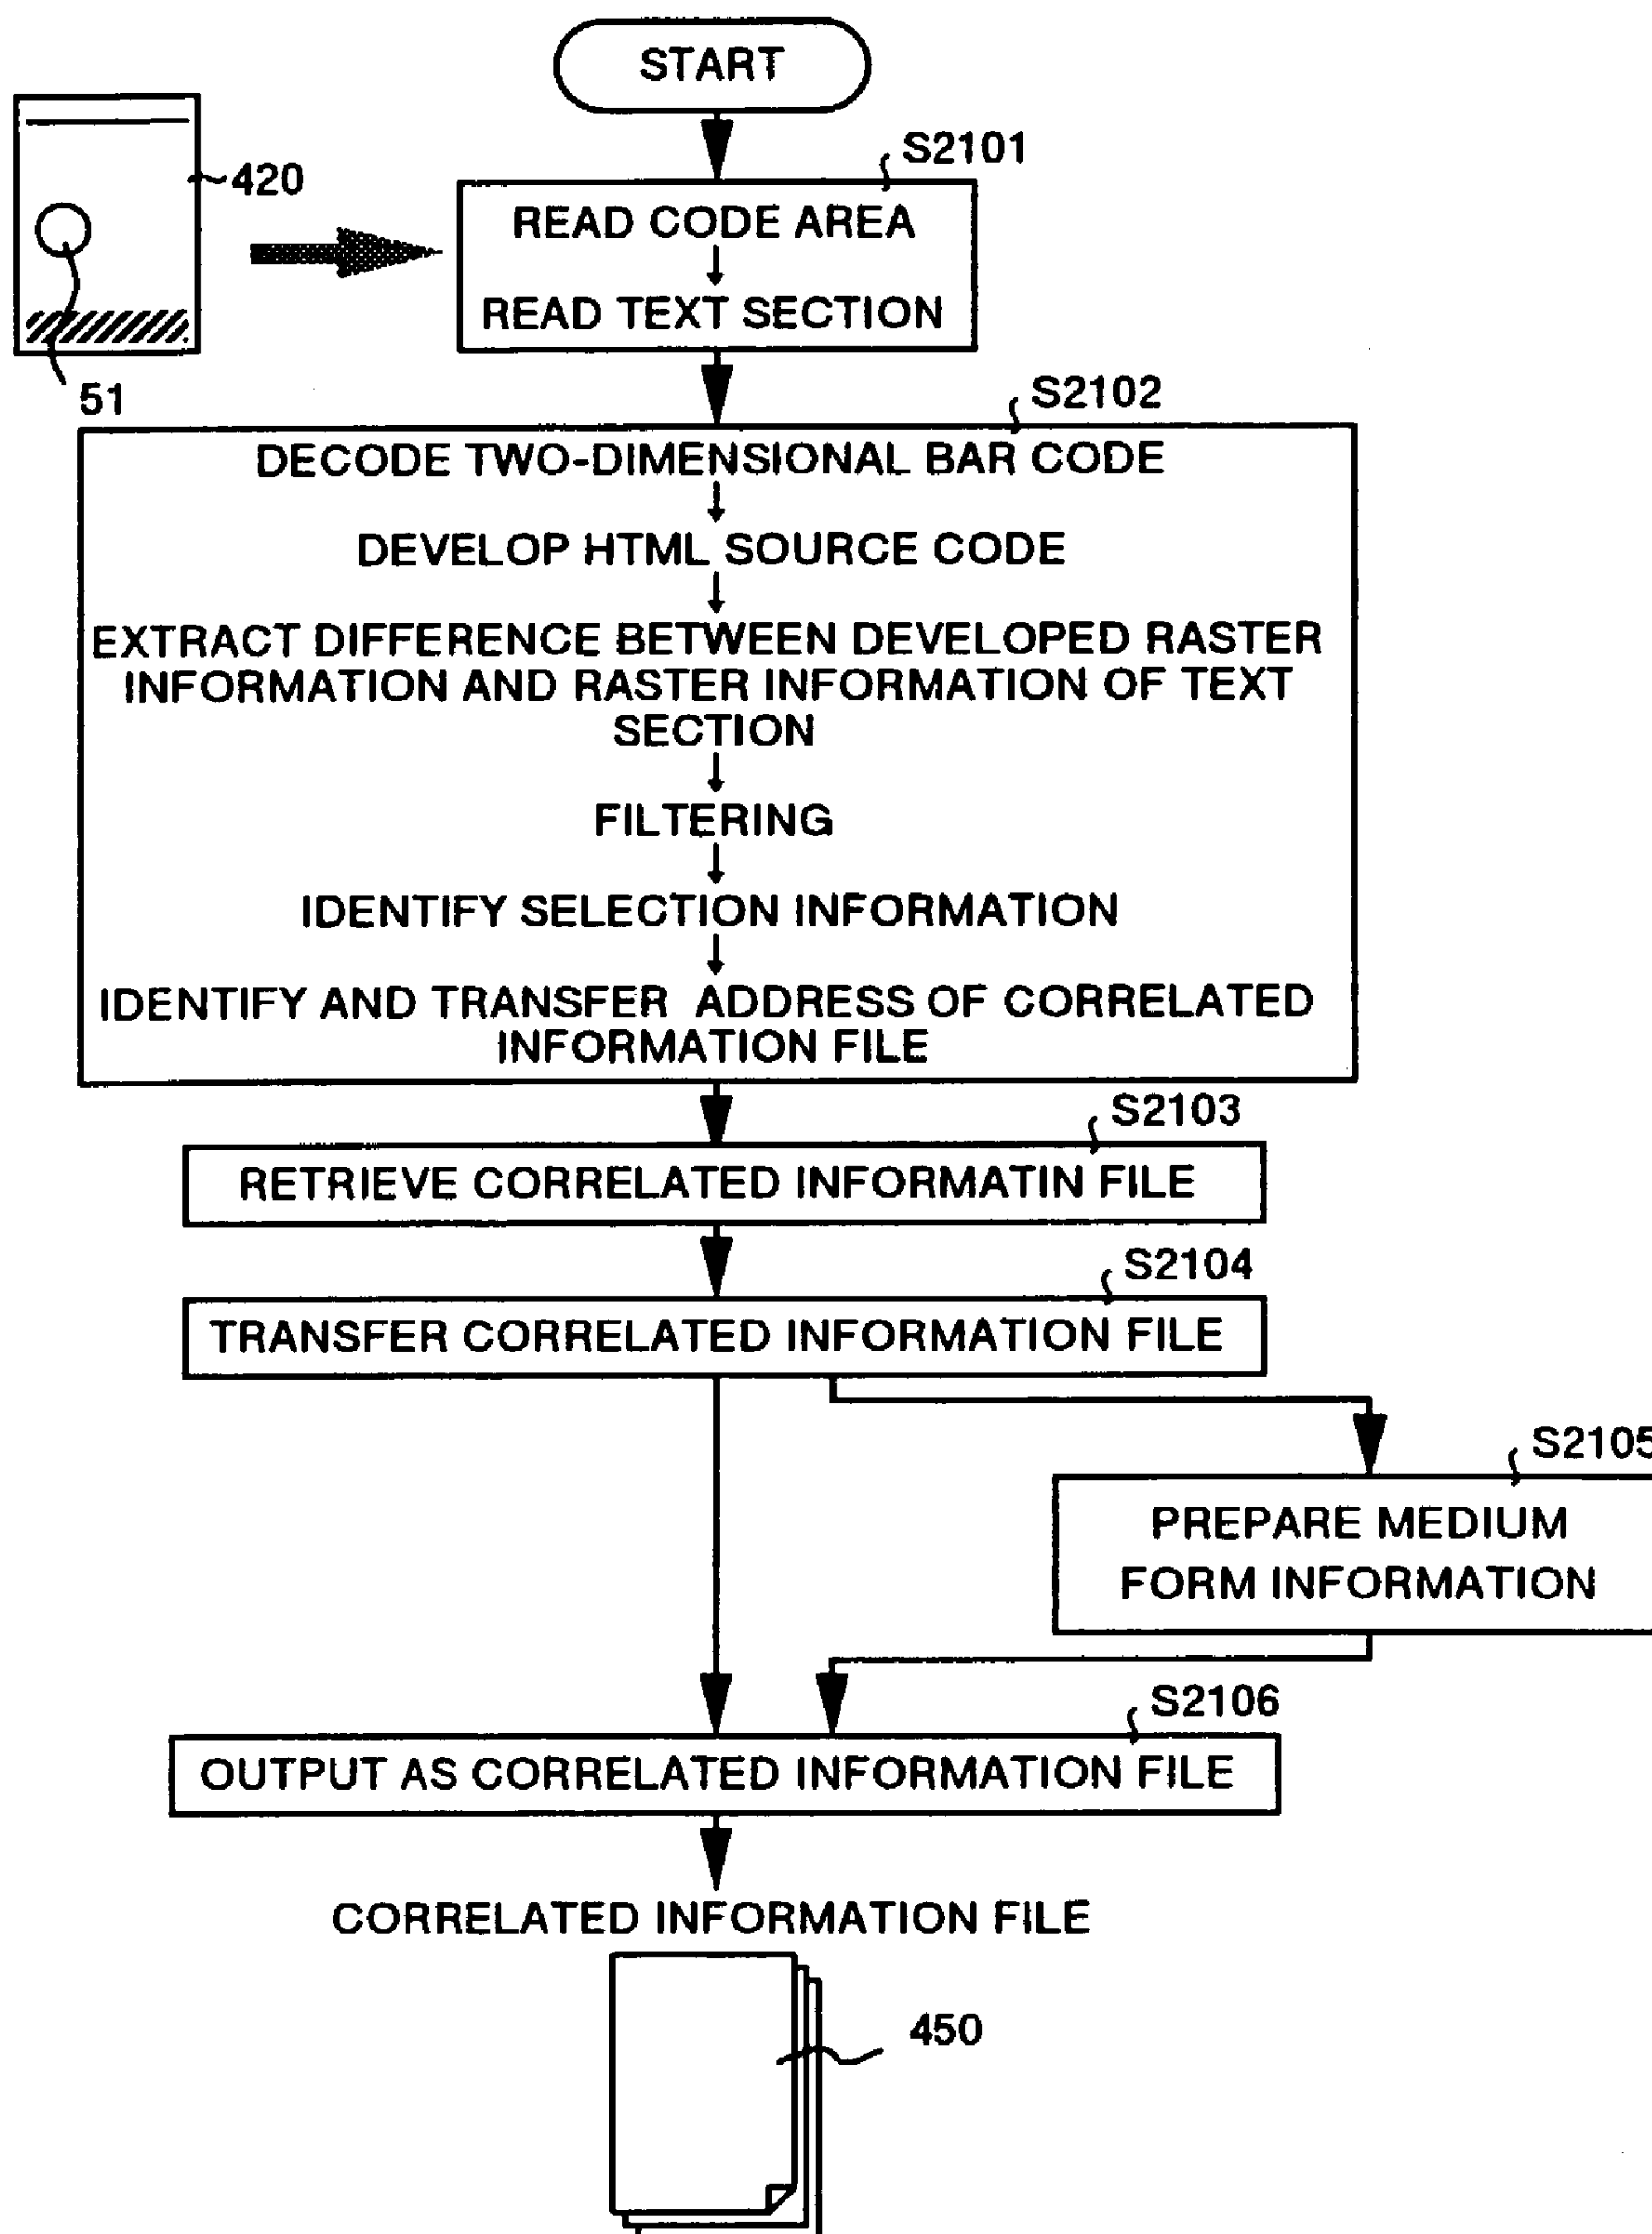 START
S2101
420
READ CODE AREA
READ TEXT SECTION
51
S2102
DECODE TWO-DIMENSIONAL BAR CODE
DEVELOP HTML SOURCE CODE
EXTRACT DIFFERENCE BETWEEN DEVELOPED RASTER
INFORMATION AND RASTER INFORMATION OF TEXT
SECTION
FILTERING
IDENTIFY SELECTION INFORMATION
IDENTIFY AND TRANSFER ADDRESS OF CORRELATED
INFORMATION FILE
S2103
RETRIEVE CORRELATED INFORMATIN FILE
S2104
TRANSFER CORRELATED INFORMATION FILE
S2105
PREPARE MEDIUM
FORM INFORMATION
S2106
OUTPUT AS CORRELATED INFORMATION FILE
CORRELATED INFORMATION FILE
450